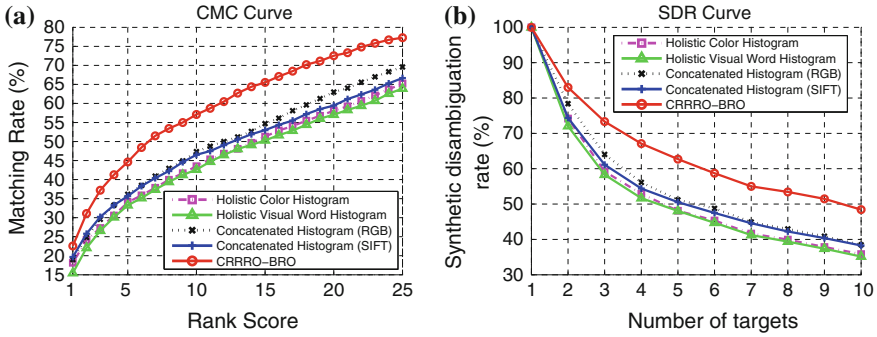 (a)
CMC Curve
Matching Rate (%)
80
75
70
65
60
55
50
45
40
35
30
25
20
15
Holistic Color Histogram
Holistic Visual Word Histogram
Concatenated Histogram (RGB)
Concatenated Histogram (SIFT)
CRRRO-BRO
1 5 10 15 20 25
Rank Score
(b)
SDR Curve
Synthetic disambiguation
rate (%)
100
90
80
70
60
50
40
30
Holistic Color Histogram
Holistic Visual Word Histogram
Concatenated Histogram (RGB)
Concatenated Histogram (SIFT)
CRRRO-BRO
1 2 3 4 5 6 7 8 9 10
Number of targets